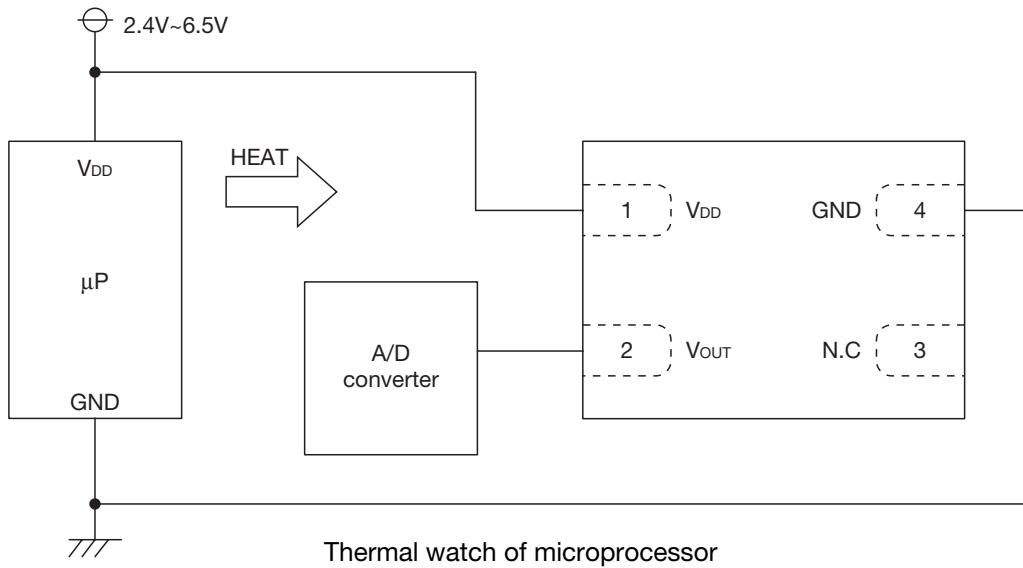 2.4V~6.5V
VDD
HEAT
1 VDD
GND 4
μP
A/D
converter
2 VOUT
N.C 3
GND
Thermal watch of microprocessor